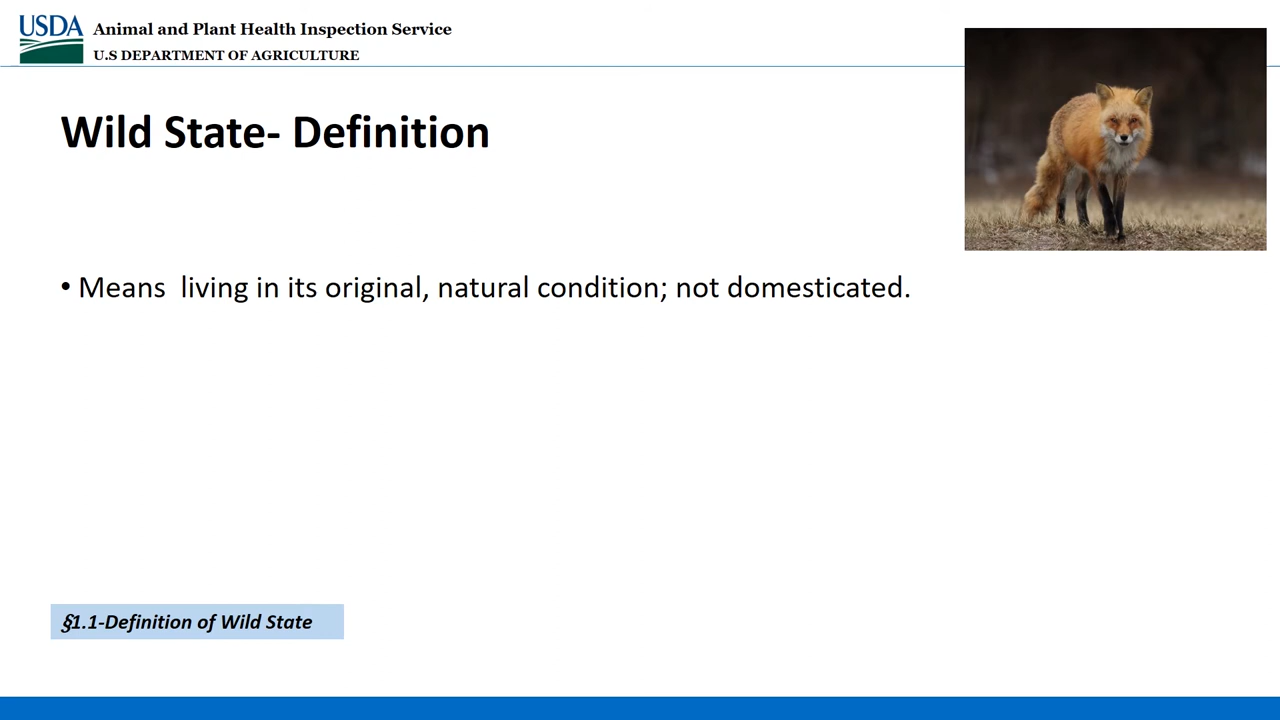 USDA
Animal and Plant Health Inspection Service
U.S DEPARTMENT OF AGRICULTURE
Wild State- Definition
• Means  living in its original, natural condition; not domesticated.
§1.1-Definition of Wild State